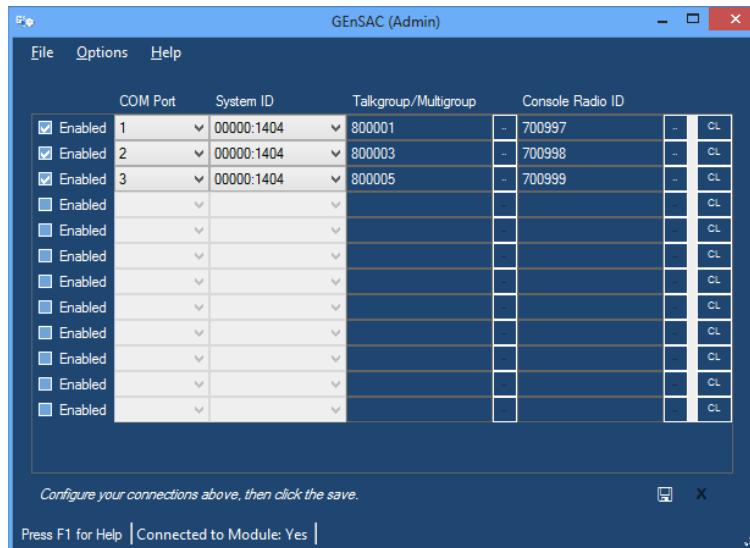 GEnSAC (Admin)
File Options Help
COM Port System ID Talkgroup/Multigroup Console Radio ID
Enabled 1 00000:1404 800001 .. 700997 .. CL
Enabled 2 00000:1404 800003 .. 700998 .. CL
Enabled 3 00000:1404 800005 .. 700999 .. CL
Enabled .. .. CL
Enabled .. .. CL
Enabled .. .. CL
Enabled .. .. CL
Enabled .. .. CL
Enabled .. .. CL
Enabled .. .. CL
Enabled .. .. CL
Enabled .. .. CL
Configure your connections above, then click the save.
X
Press F1 for Help Connected to Module: Yes